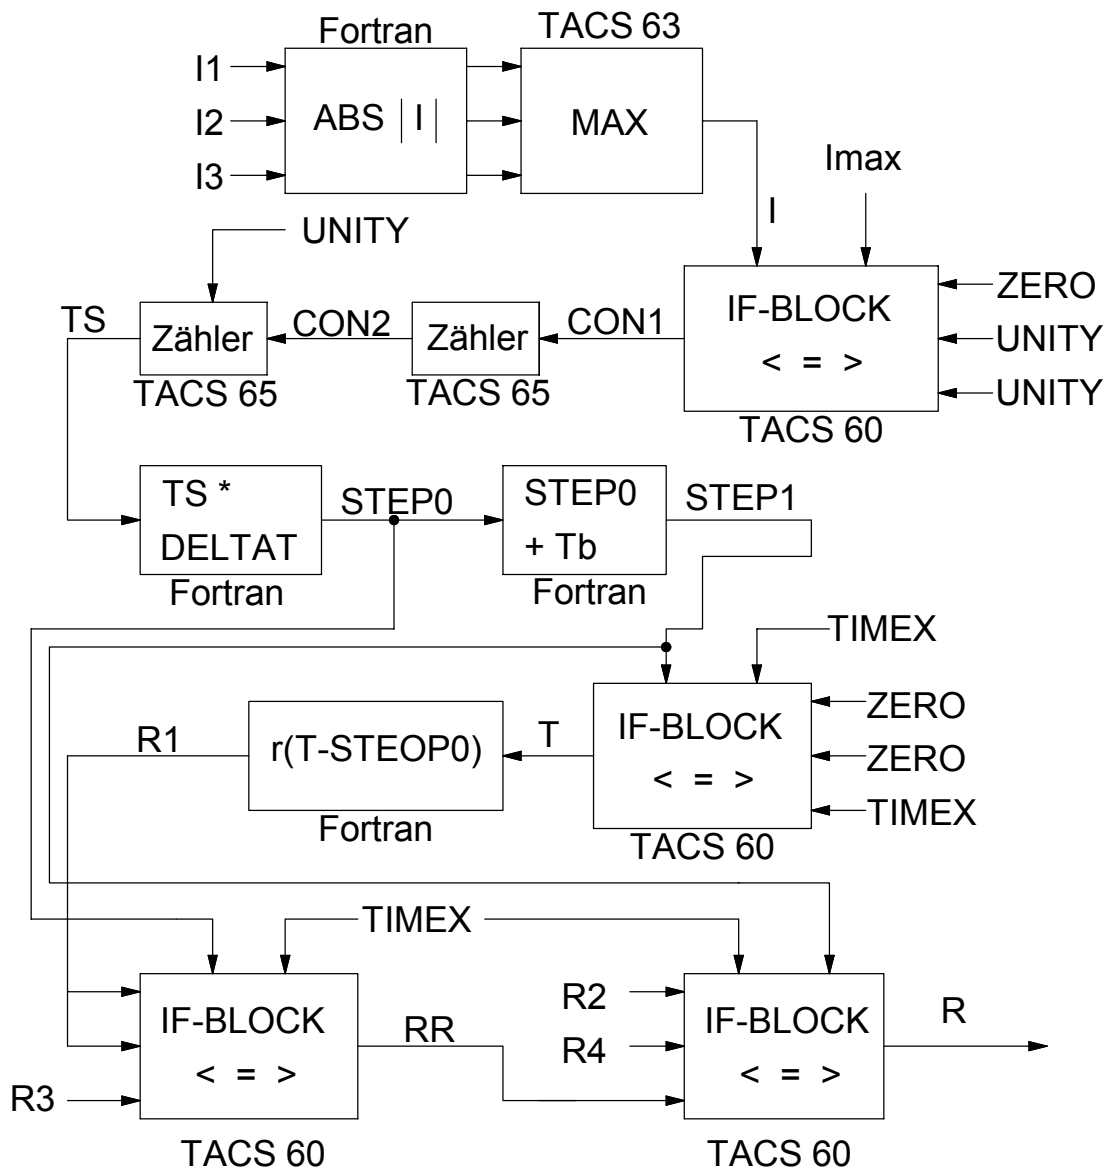 Fortran
TACS 63
I1
I2
I3
ABS |I|
MAX
Imax
I
UNITY
ZERO
UNITY
UNITY
IF-BLOCK
< = >
TACS 60
TS
Zähler
CON2
Zähler
CON1
TACS 65
TACS 65
TS *
DELTAT
Fortran
STEP0
STEP0
+ Tb
Fortran
STEP1
TIMEX
ZERO
ZERO
TIMEX
IF-BLOCK
< = >
TACS 60
T
r(T-STEOP0)
Fortran
R1
TIMEX
IF-BLOCK
< = >
R3
TACS 60
RR
R2
R4
IF-BLOCK
< = >
TACS 60
R